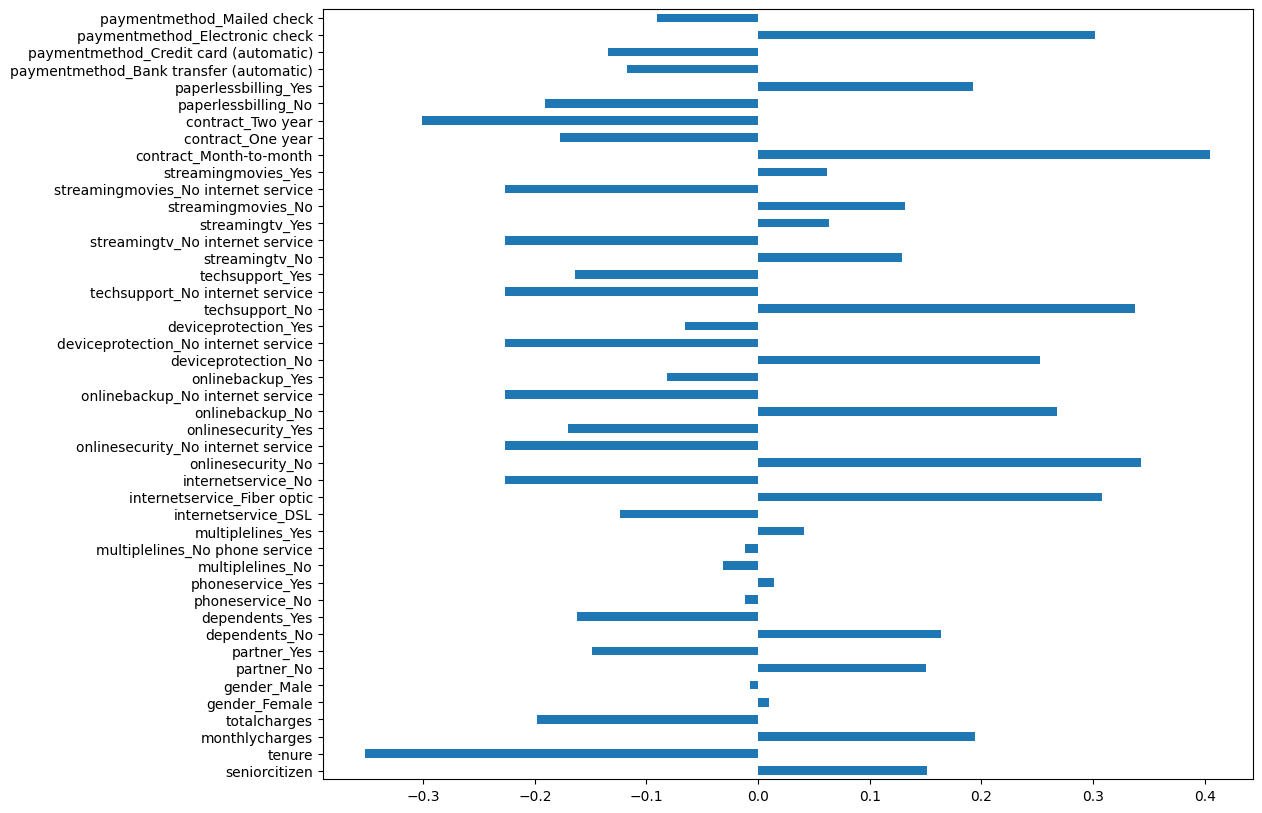 paymentmethod_Mailed check
paymentmethod_Electronic check
paymentmethod_Credit card (automatic)
paymentmethod_Bank transfer (automatic)
paperlessbilling_Yes
paperlessbilling_No
contract_Two year
contract_One year
contract_Month-to-month
streamingmovies_Yes
streamingmovies_No internet service
streamingmovies_No
streamingtv_Yes
streamingtv_No internet service
streamingtv_No
techsupport_Yes
techsupport_No internet service
techsupport_No
deviceprotection_Yes
deviceprotection_No internet service
deviceprotection_No
onlinebackup_Yes
onlinebackup_No internet service
onlinebackup_No
onlinesecurity_Yes
onlinesecurity_No internet service
onlinesecurity_No
internetservice_No
internetservice_Fiber optic
internetservice_DSL
multiplelines_Yes
multiplelines_No phone service
multiplelines_No
phoneservice_Yes
phoneservice_No
dependents_Yes
dependents_No
partner_Yes
partner_No
gender_Male
gender_Female
totalcharges
monthlycharges
tenure
seniorcitizen
−0.3 −0.2 −0.1 0.0 0.1 0.2 0.3 0.4